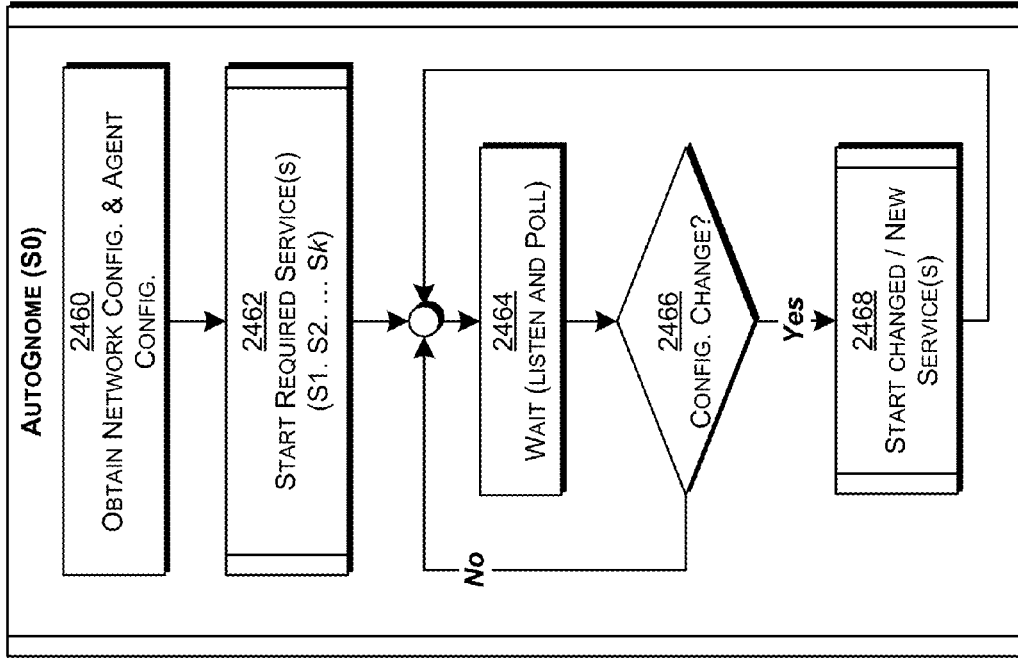 AUTOGNOME (S0)
2460
OBTAIN NETWORK CONFIG. & AGENT
CONFIG.
2462
START REQUIRED SERVICE(S)
(S1. S2. ... Sk)
2464
WAIT (LISTEN AND POLL)
2466
CONFIG. CHANGE?
No
Yes
2468
START CHANGED / NEW
SERVICE(S)